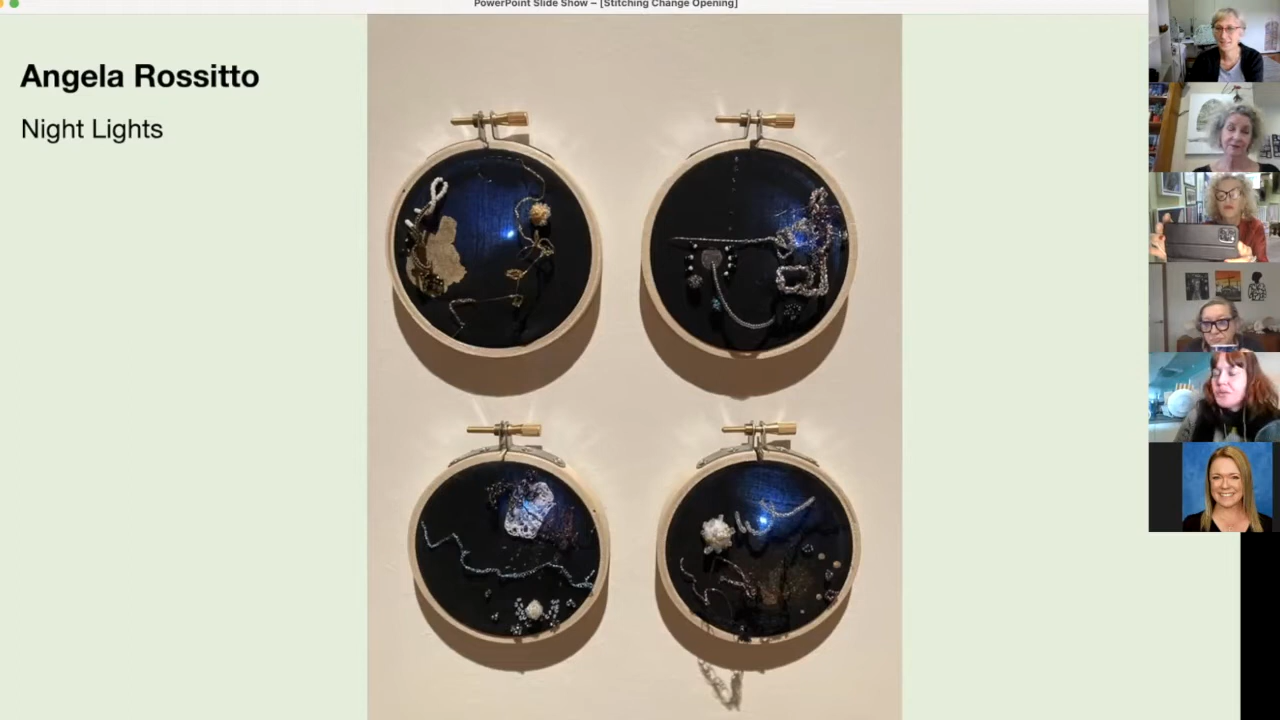 PowerPoint Slide Show – [Stitching Change Opening]
Angela Rossitto
Night Lights